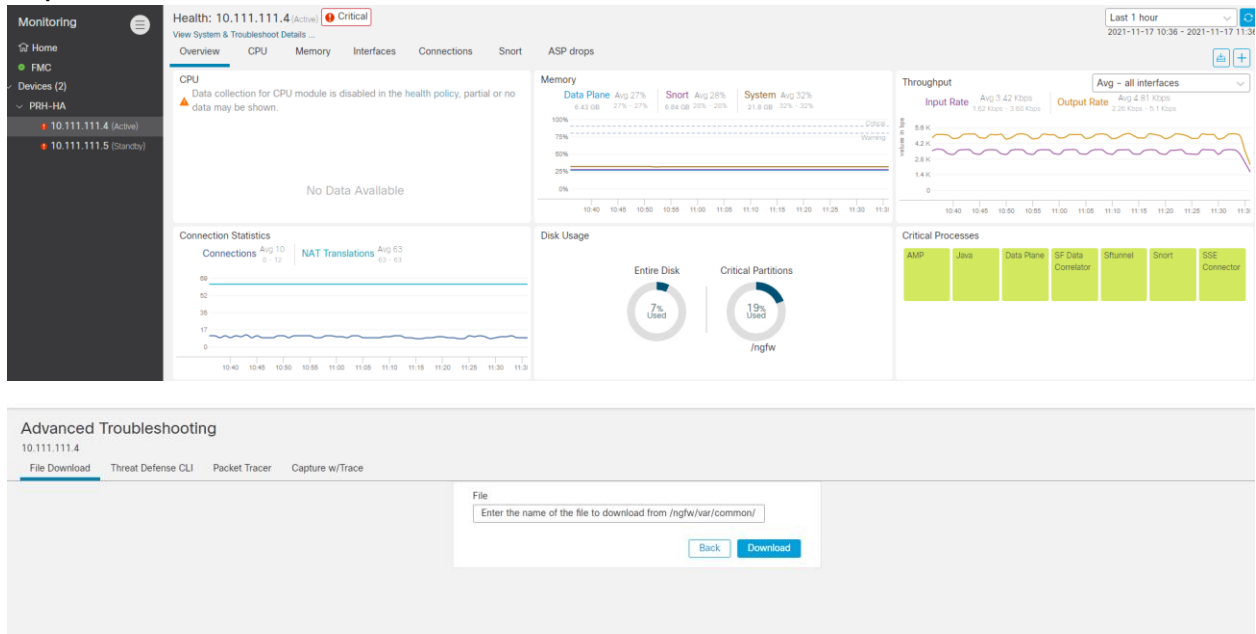 Monitoring
Home
FMC
Devices (2)
PRH-HA
10.111.111.4 (Active)
10.111.111.5 (Standby)
Health: 10.111.111.4 (Active) Critical
View System & Troubleshoot Details ...
Last 1 hour
2021-11-17 10:36 - 2021-11-17 11:36
Overview CPU Memory Interfaces Connections Snort ASP drops
CPU
Data collection for CPU module is disabled in the health policy, partial or no
data may be shown.
No Data Available
Memory
Data Plane Avg 27% Snort Avg 28% System Avg 32%
6.43 GB 27% - 27% 6.84 GB 28% - 28% 21.8 GB 32% - 32%
Critical
Warning
100%
75%
50%
25%
0%
10:40 10:45 10:50 10:55 11:00 11:05 11:10 11:15 11:20 11:25 11:30
Throughput Avg – all interfaces
Input Rate Avg 3.42 Kbps Output Rate Avg 4.81 Kbps
1.62 Kbps - 3.65 Kbps 2.26 Kbps - 5.1 Kbps
values in bps
5.6 K
4.2 K
2.8 K
1.4 K
0
10:40 10:45 10:50 10:55 11:00 11:05 11:10 11:15 11:20 11:25 11:30
Connection Statistics
Connections Avg 10 NAT Translations Avg 63
8 - 12 63 - 63
69
52
35
17
0
10:40 10:45 10:50 10:55 11:00 11:05 11:10 11:15 11:20 11:25 11:30
Disk Usage
Entire Disk Critical Partitions
7% Used
19% Used
/ngfw
Critical Processes
AMP
Java
Data Plane
SF Data Correlator
Sftunnel
Snort
SSE Connector
Advanced Troubleshooting
10.111.111.4
File Download Threat Defense CLI Packet Tracer Capture w/Trace
File
Enter the name of the file to download from /ngfw/var/common/
Back Download